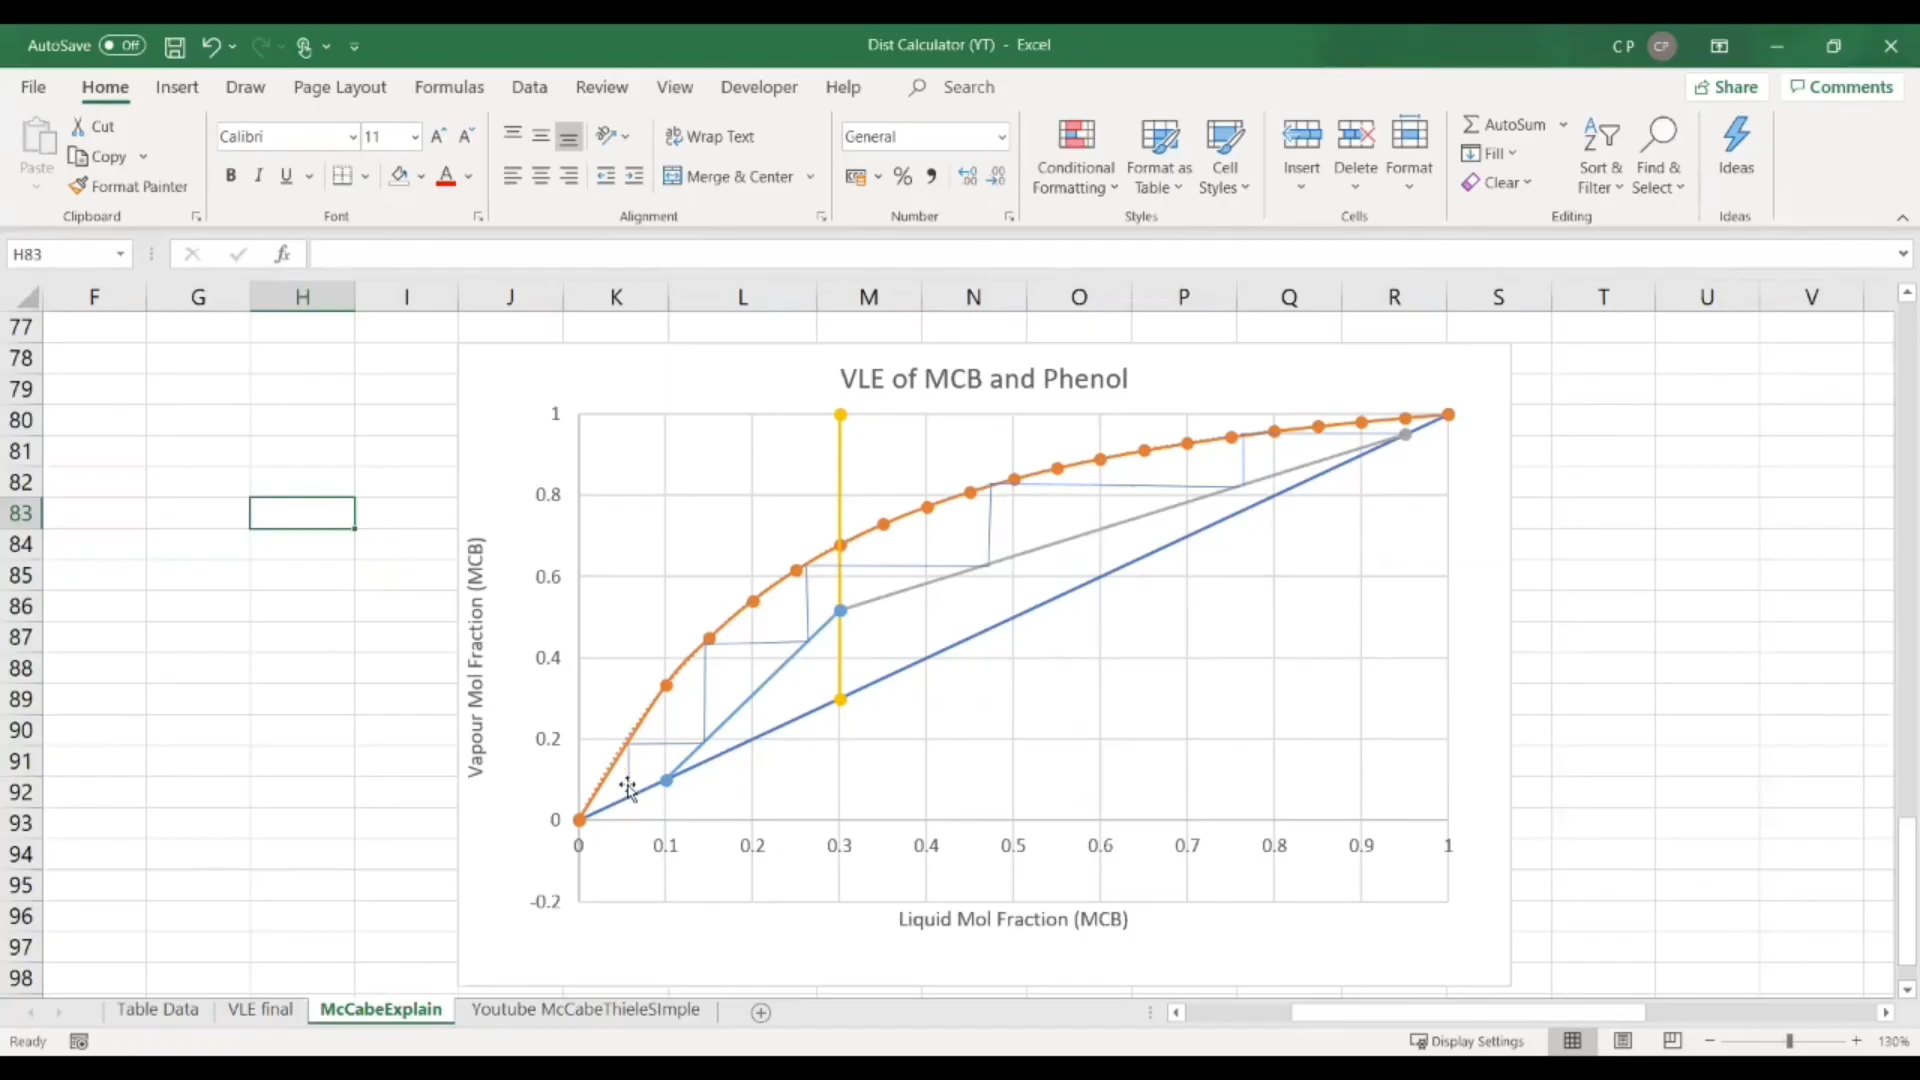 AutoSave Off Dist Calculator (YT) - Excel C P CP
File Home Insert Draw Page Layout Formulas Data Review View Developer Help Search Share Comments
Paste Cut Copy Format Painter Clipboard
Calibri 11 B I U A Font
Wrap Text Merge & Center Alignment
General % Number
Conditional Formatting Format as Table Cell Styles Styles
Insert Delete Format Cells
AutoSum Fill Clear Sort & Filter Find & Select Editing
Ideas Ideas
H83 fx
F G H I J K L M N O P Q R S T U V
77
78
79
80
81
82
83
84
85
86
87
88
89
90
91
92
93
94
95
96
97
98
VLE of MCB and Phenol
Vapour Mol Fraction (MCB)
1
0.8
0.6
0.4
0.2
0
-0.2
0 0.1 0.2 0.3 0.4 0.5 0.6 0.7 0.8 0.9 1
Liquid Mol Fraction (MCB)
Table Data VLE final McCabeExplain Youtube McCabeThieleSImple
Ready Display Settings 130%